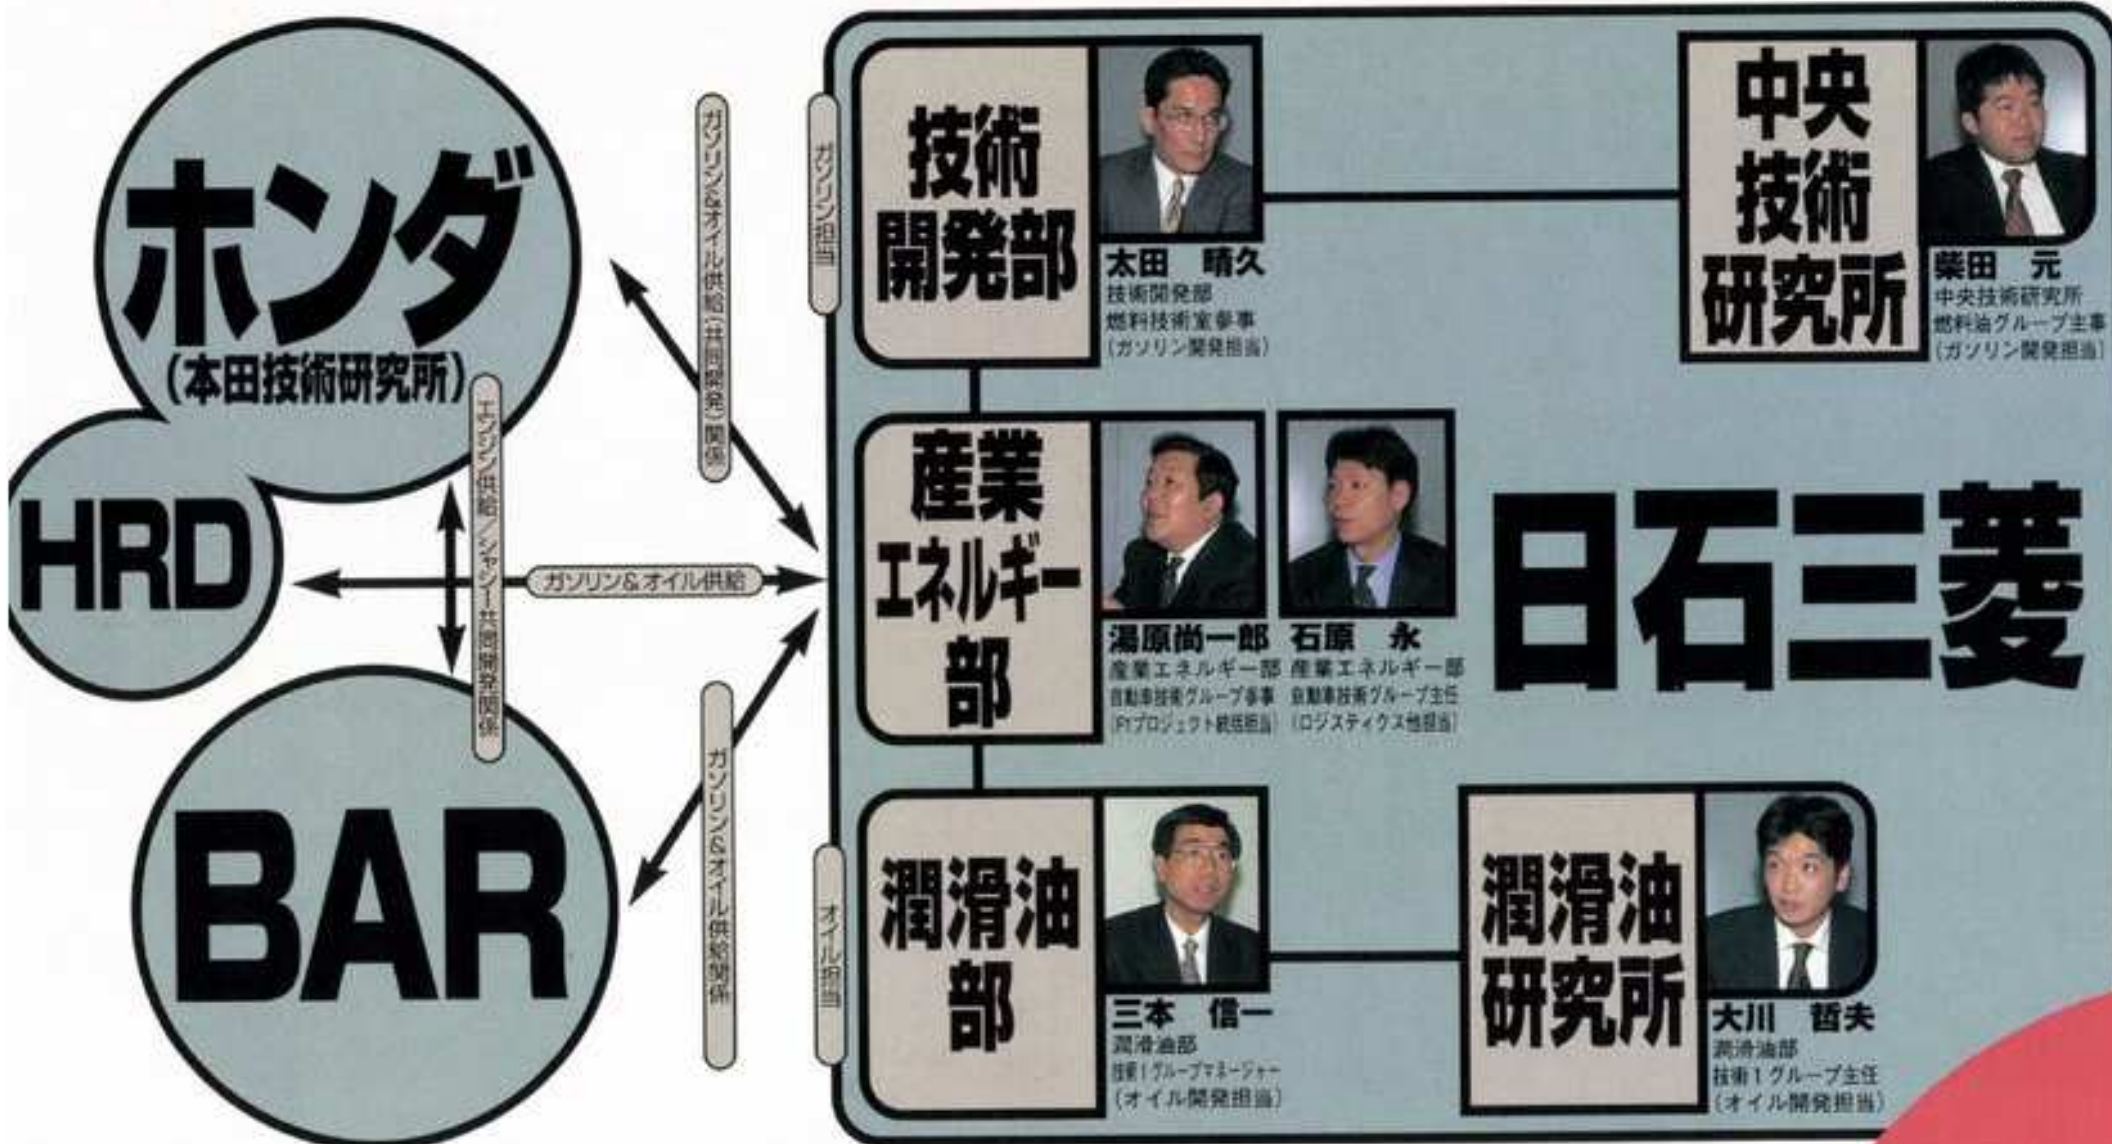 ホンダ
(本田技術研究所)
HRD
BAR
エンジン供給/シャシー共同開発関係
ガソリン&オイル供給(共同開発)関係
ガソリン&オイル供給
ガソリン&オイル供給関係
ガソリン担当
オイル担当
技術
開発部
太田 晴久
技術開発部
燃料技術室参事
(ガソリン開発担当)
中央
技術
研究所
柴田 元
中央技術研究所
燃料油グループ主事
(ガソリン開発担当)
産業
エネルギー
部
湯原尚一郎
産業エネルギー部
自動車技術グループ参事
(F1プロジェクト統括担当)
石原 永
産業エネルギー部
自動車技術グループ主任
(ロジスティクス他担当)
日石三菱
潤滑油
部
三本 信一
潤滑油部
技術1グループマネージャー
(オイル開発担当)
潤滑油
研究所
大川 哲夫
潤滑油部
技術1グループ主任
(オイル開発担当)